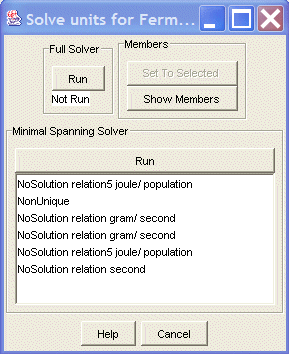 Solve units for Ferm...
Full Solver
Run
Not Run
Members
Set To Selected
Show Members
Minimal Spanning Solver
Run
NoSolution relation5 joule/ population
NonUnique
NoSolution relation gram/ second
NoSolution relation gram/ second
NoSolution relation5 joule/ population
NoSolution relation second
Help
Cancel